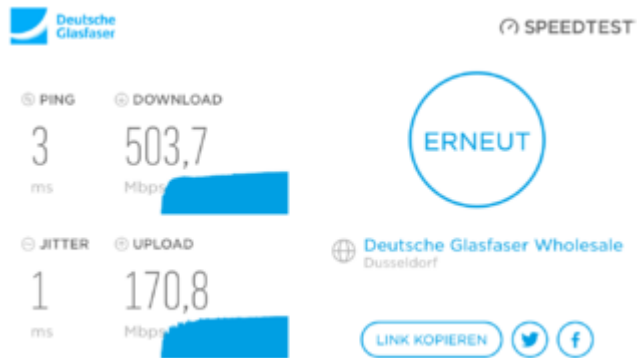 Deutsche
Glasfaser
SPEEDTEST
PING
DOWNLOAD
3
503,7
ms
Mbps
ERNEUT
JITTER
UPLOAD
1
170,8
ms
Mbps
Deutsche Glasfaser Wholesale
Dusseldorf
LINK KOPIEREN